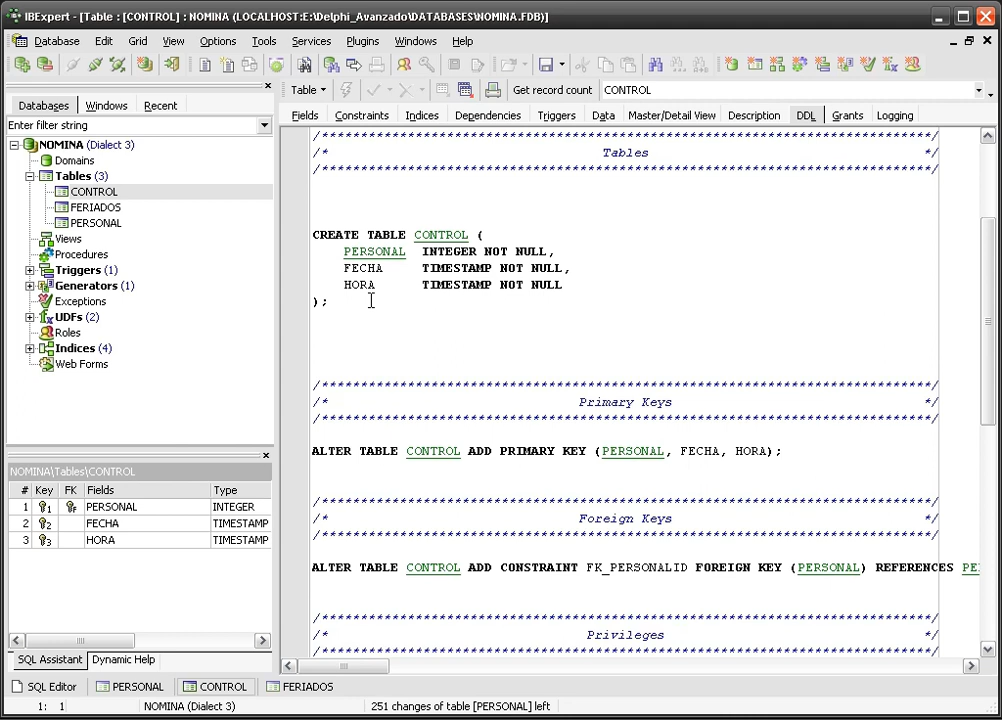 IBExpert - [Table : [CONTROL] : NOMINA (LOCALHOST:E:\Delphi_Avanzado\DATABASES\NOMINA.FDB)]
Database Edit Grid View Options Tools Services Plugins Windows Help
Table Get record count CONTROL
Databases Windows Recent
Enter filter string
NOMINA (Dialect 3)
Domains
Tables (3)
CONTROL
FERIADOS
PERSONAL
Views
Procedures
Triggers (1)
Generators (1)
Exceptions
UDFs (2)
Roles
Indices (4)
Web Forms
NOMINA\Tables\CONTROL
# Key FK Fields Type
1 1 F PERSONAL INTEGER
2 2 FECHA TIMESTAMP
3 3 HORA TIMESTAMP
SQL Assistant Dynamic Help
Fields Constraints Indices Dependencies Triggers Data Master/Detail View Description DDL Grants Logging
/* Tables */
CREATE TABLE CONTROL (
PERSONAL INTEGER NOT NULL,
FECHA TIMESTAMP NOT NULL,
HORA TIMESTAMP NOT NULL
);
/* Primary Keys */
ALTER TABLE CONTROL ADD PRIMARY KEY (PERSONAL, FECHA, HORA);
/* Foreign Keys */
ALTER TABLE CONTROL ADD CONSTRAINT FK_PERSONALID FOREIGN KEY (PERSONAL) REFERENCES PE
/* Privileges */
SQL Editor PERSONAL CONTROL FERIADOS
1: 1 NOMINA (Dialect 3) 251 changes of table [PERSONAL] left